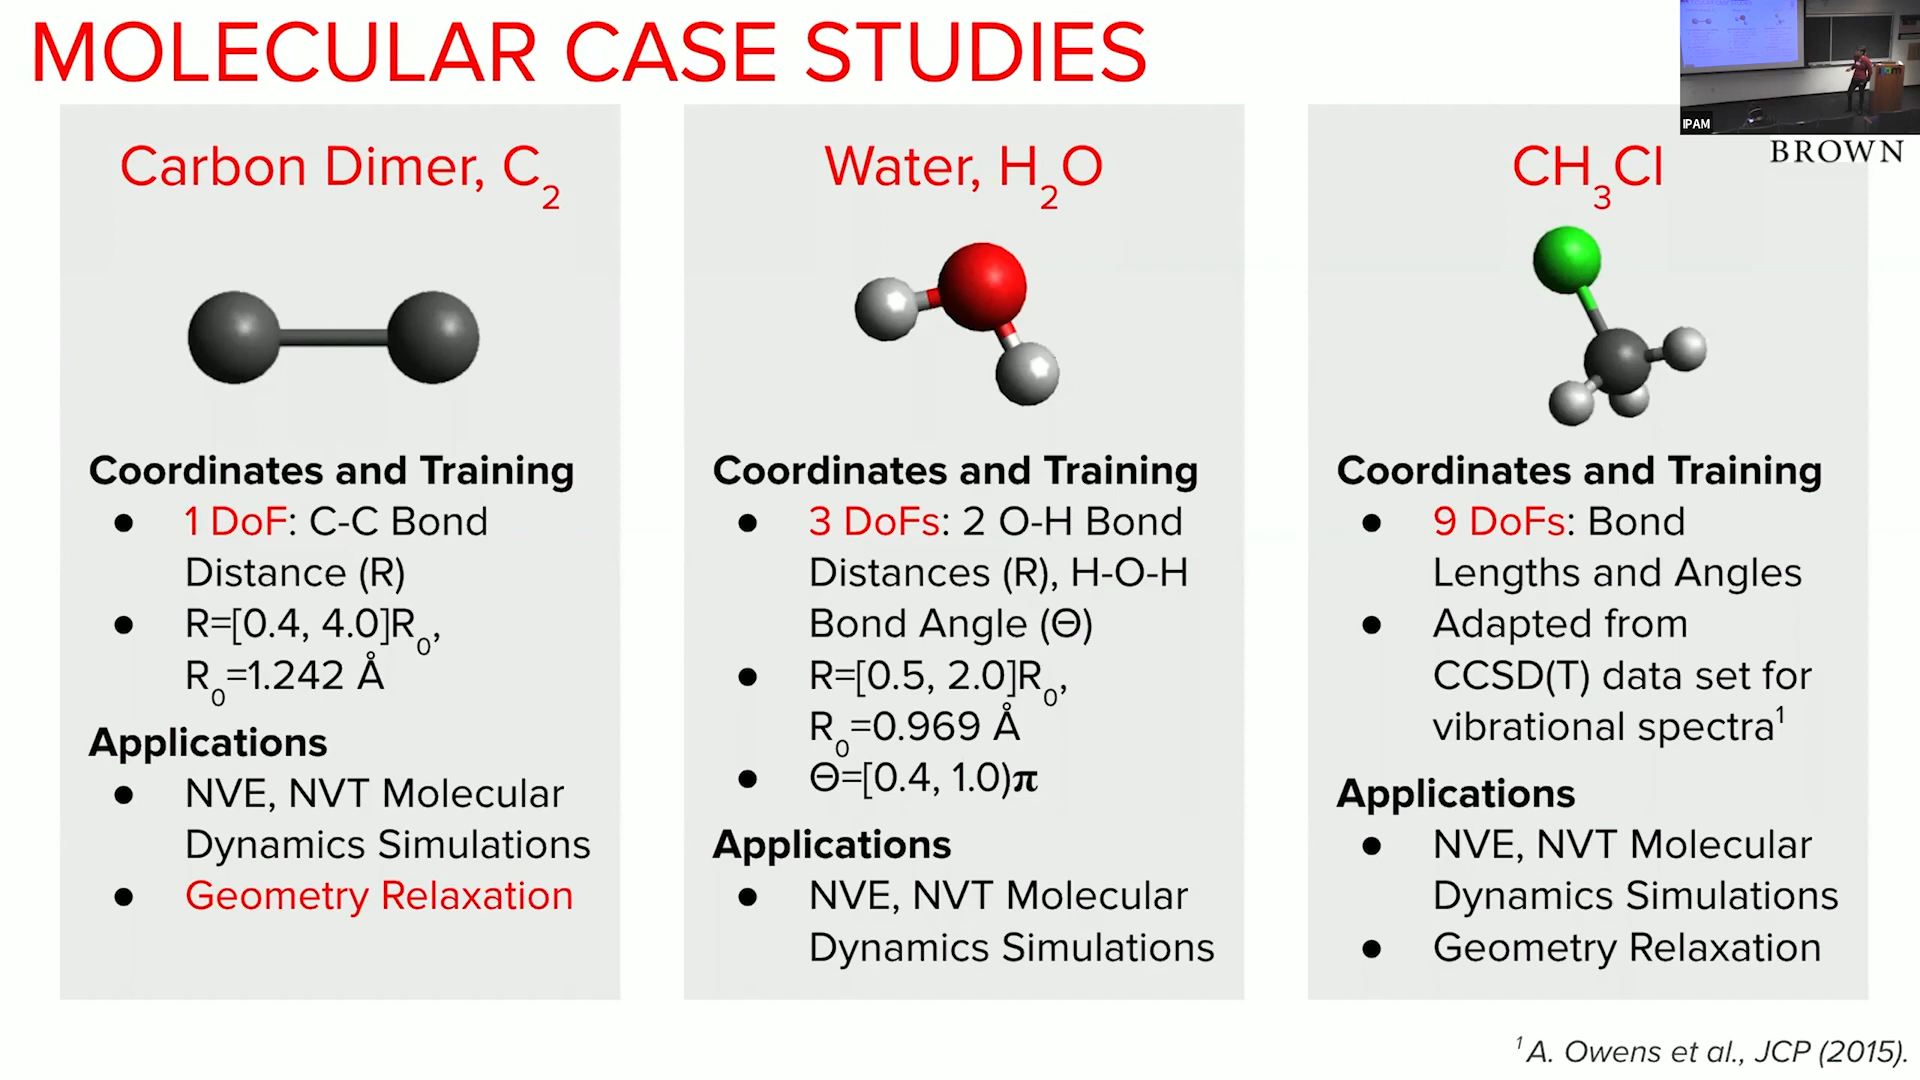 MOLECULAR CASE STUDIES
IPAM
BROWN
Carbon Dimer, C₂
Coordinates and Training
● 1 DoF: C-C Bond
Distance (R)
● R=[0.4, 4.0]R₀,
R₀=1.242 Å
Applications
● NVE, NVT Molecular
Dynamics Simulations
● Geometry Relaxation
Water, H₂O
Coordinates and Training
● 3 DoFs: 2 O-H Bond
Distances (R), H-O-H
Bond Angle (Θ)
● R=[0.5, 2.0]R₀,
R₀=0.969 Å
● Θ=[0.4, 1.0)π
Applications
● NVE, NVT Molecular
Dynamics Simulations
CH₃Cl
Coordinates and Training
● 9 DoFs: Bond
Lengths and Angles
● Adapted from
CCSD(T) data set for
vibrational spectra¹
Applications
● NVE, NVT Molecular
Dynamics Simulations
● Geometry Relaxation
¹ A. Owens et al., JCP (2015).